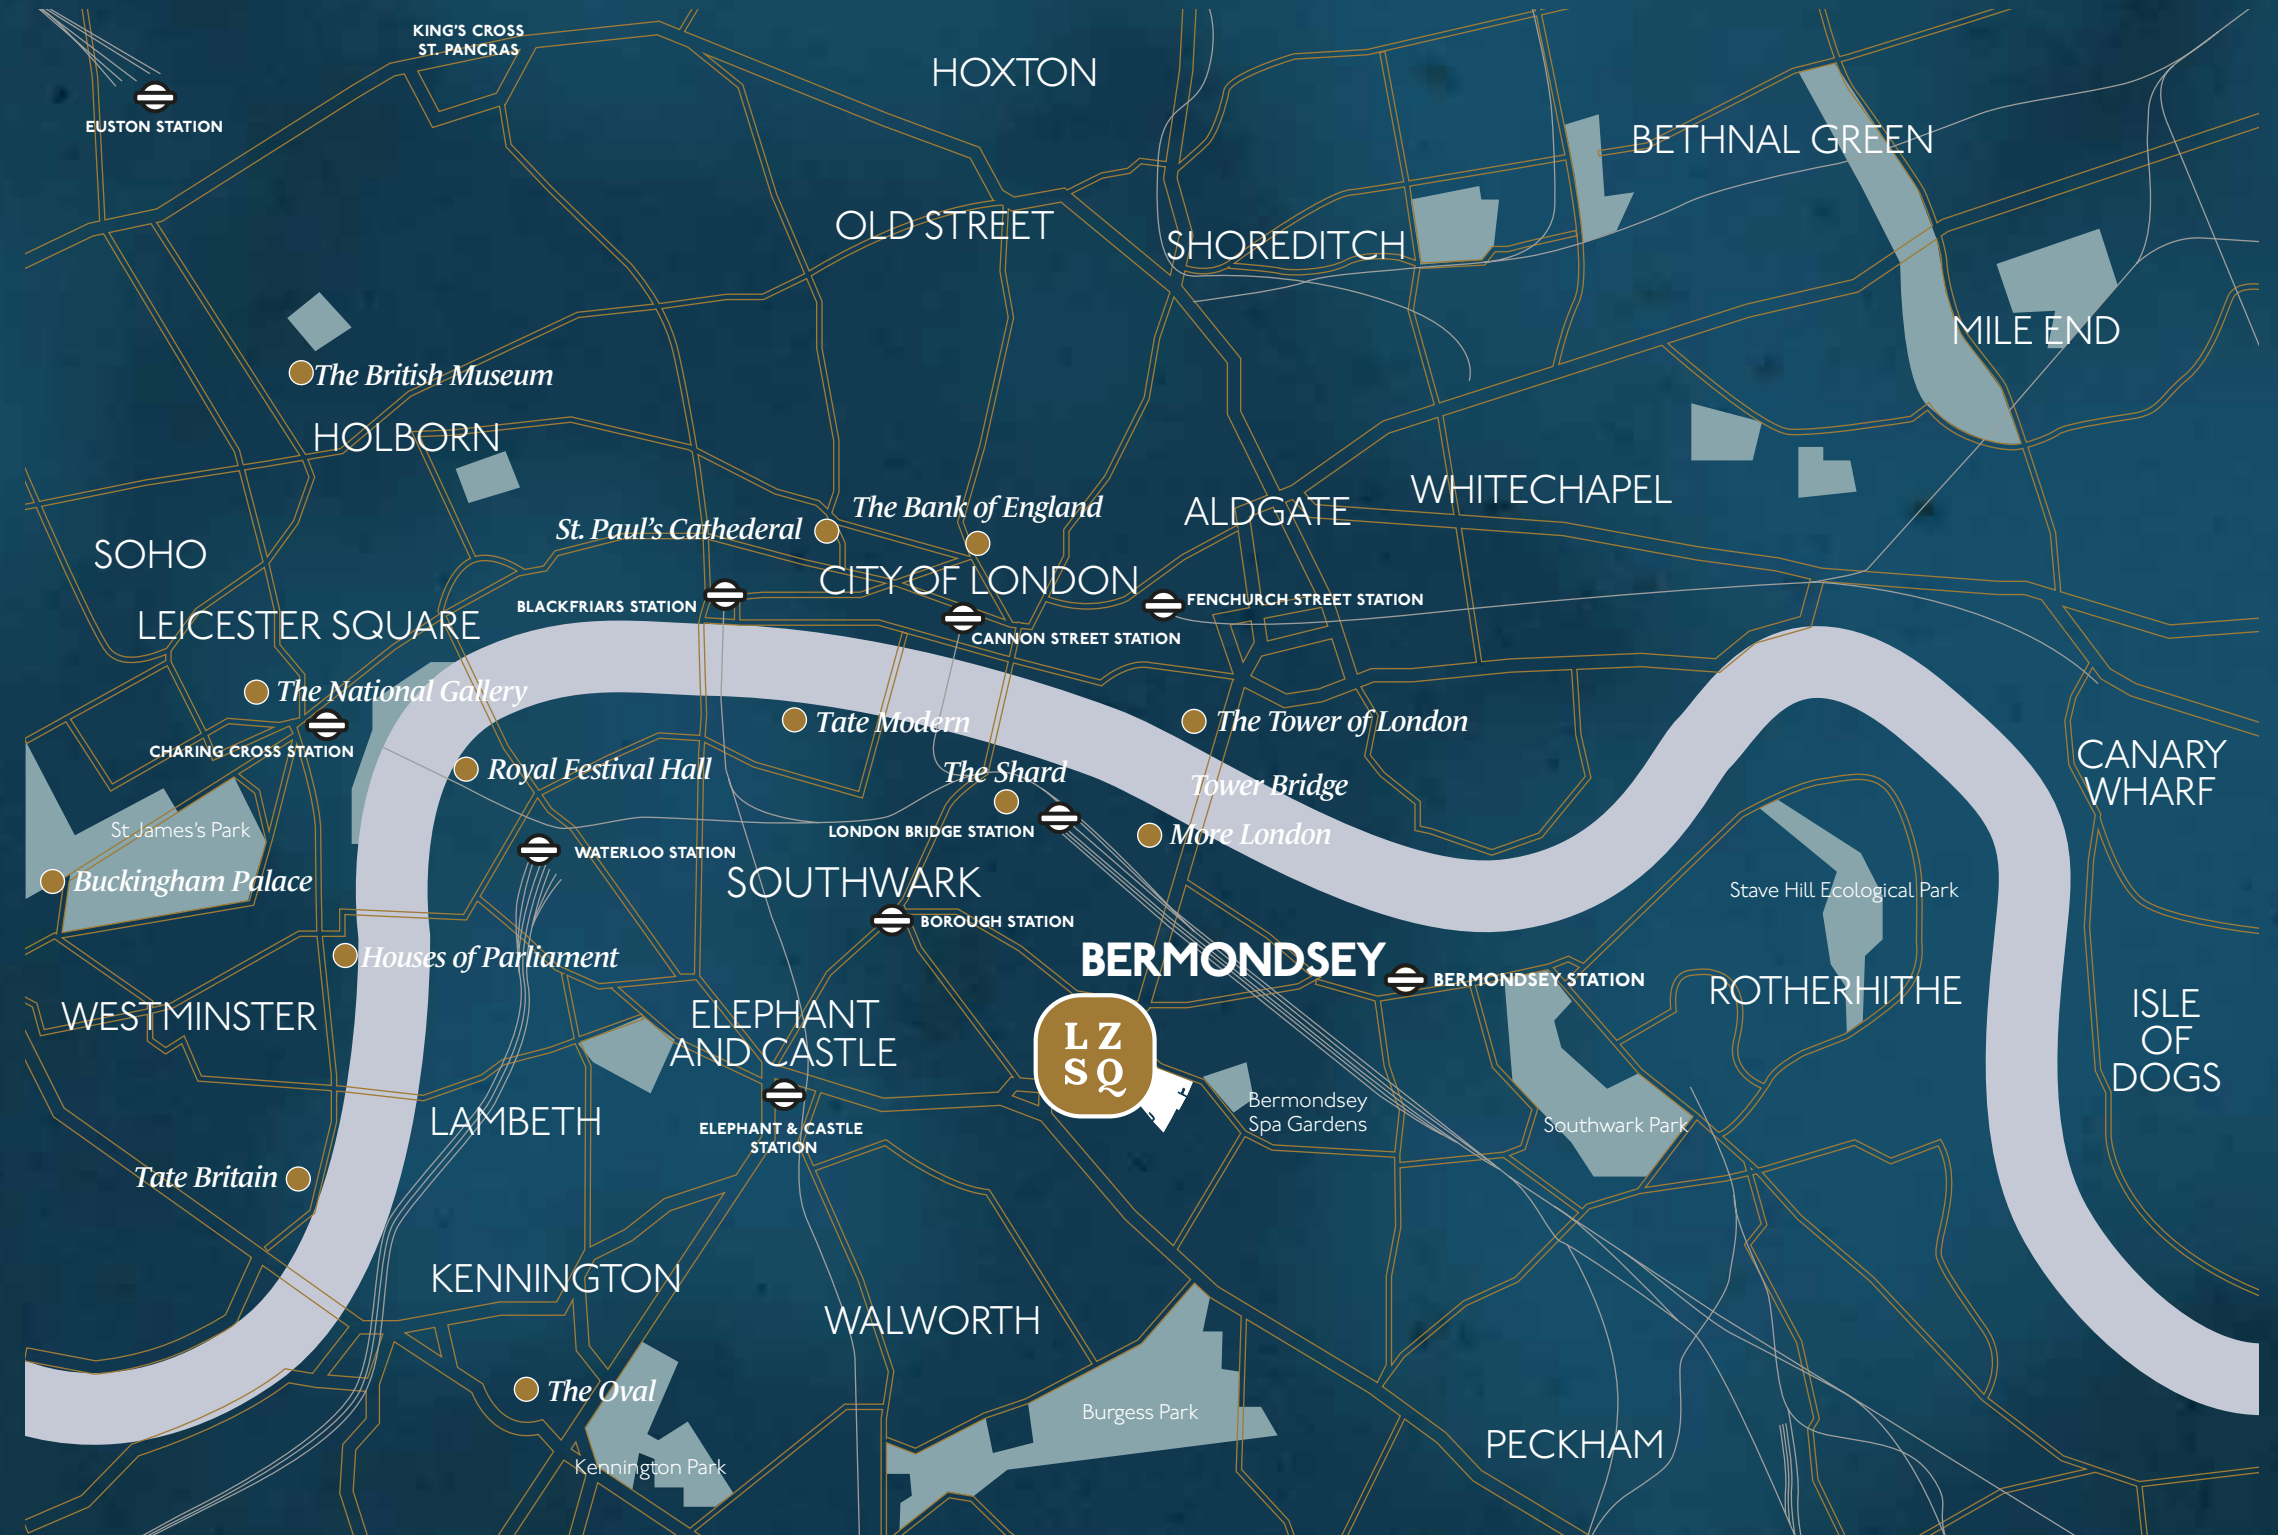 KING'S CROSS
ST. PANCRAS
HOXTON
EUSTON STATION
BETHNAL GREEN
OLD STREET
SHOREDITCH
MILE END
The British Museum
HOLBORN
WHITECHAPEL
The Bank of England
ALDGATE
St. Paul's Cathederal
SOHO
CITY OF LONDON
BLACKFRIARS STATION
FENCHURCH STREET STATION
LEICESTER SQUARE
CANNON STREET STATION
The National Gallery
Tate Modern
The Tower of London
CHARING CROSS STATION
CANARY
WHARF
Royal Festival Hall
The Shard
Tower Bridge
St James's Park
LONDON BRIDGE STATION
More London
WATERLOO STATION
Buckingham Palace
SOUTHWARK
Stave Hill Ecological Park
BOROUGH STATION
Houses of Parliament
BERMONDSEY
BERMONDSEY STATION
ROTHERHITHE
WESTMINSTER
ELEPHANT
AND CASTLE
ISLE
OF
DOGS
L Z
S Q
Bermondsey
Spa Gardens
LAMBETH
ELEPHANT & CASTLE
STATION
Southwark Park
Tate Britain
KENNINGTON
WALWORTH
The Oval
Burgess Park
PECKHAM
Kennington Park